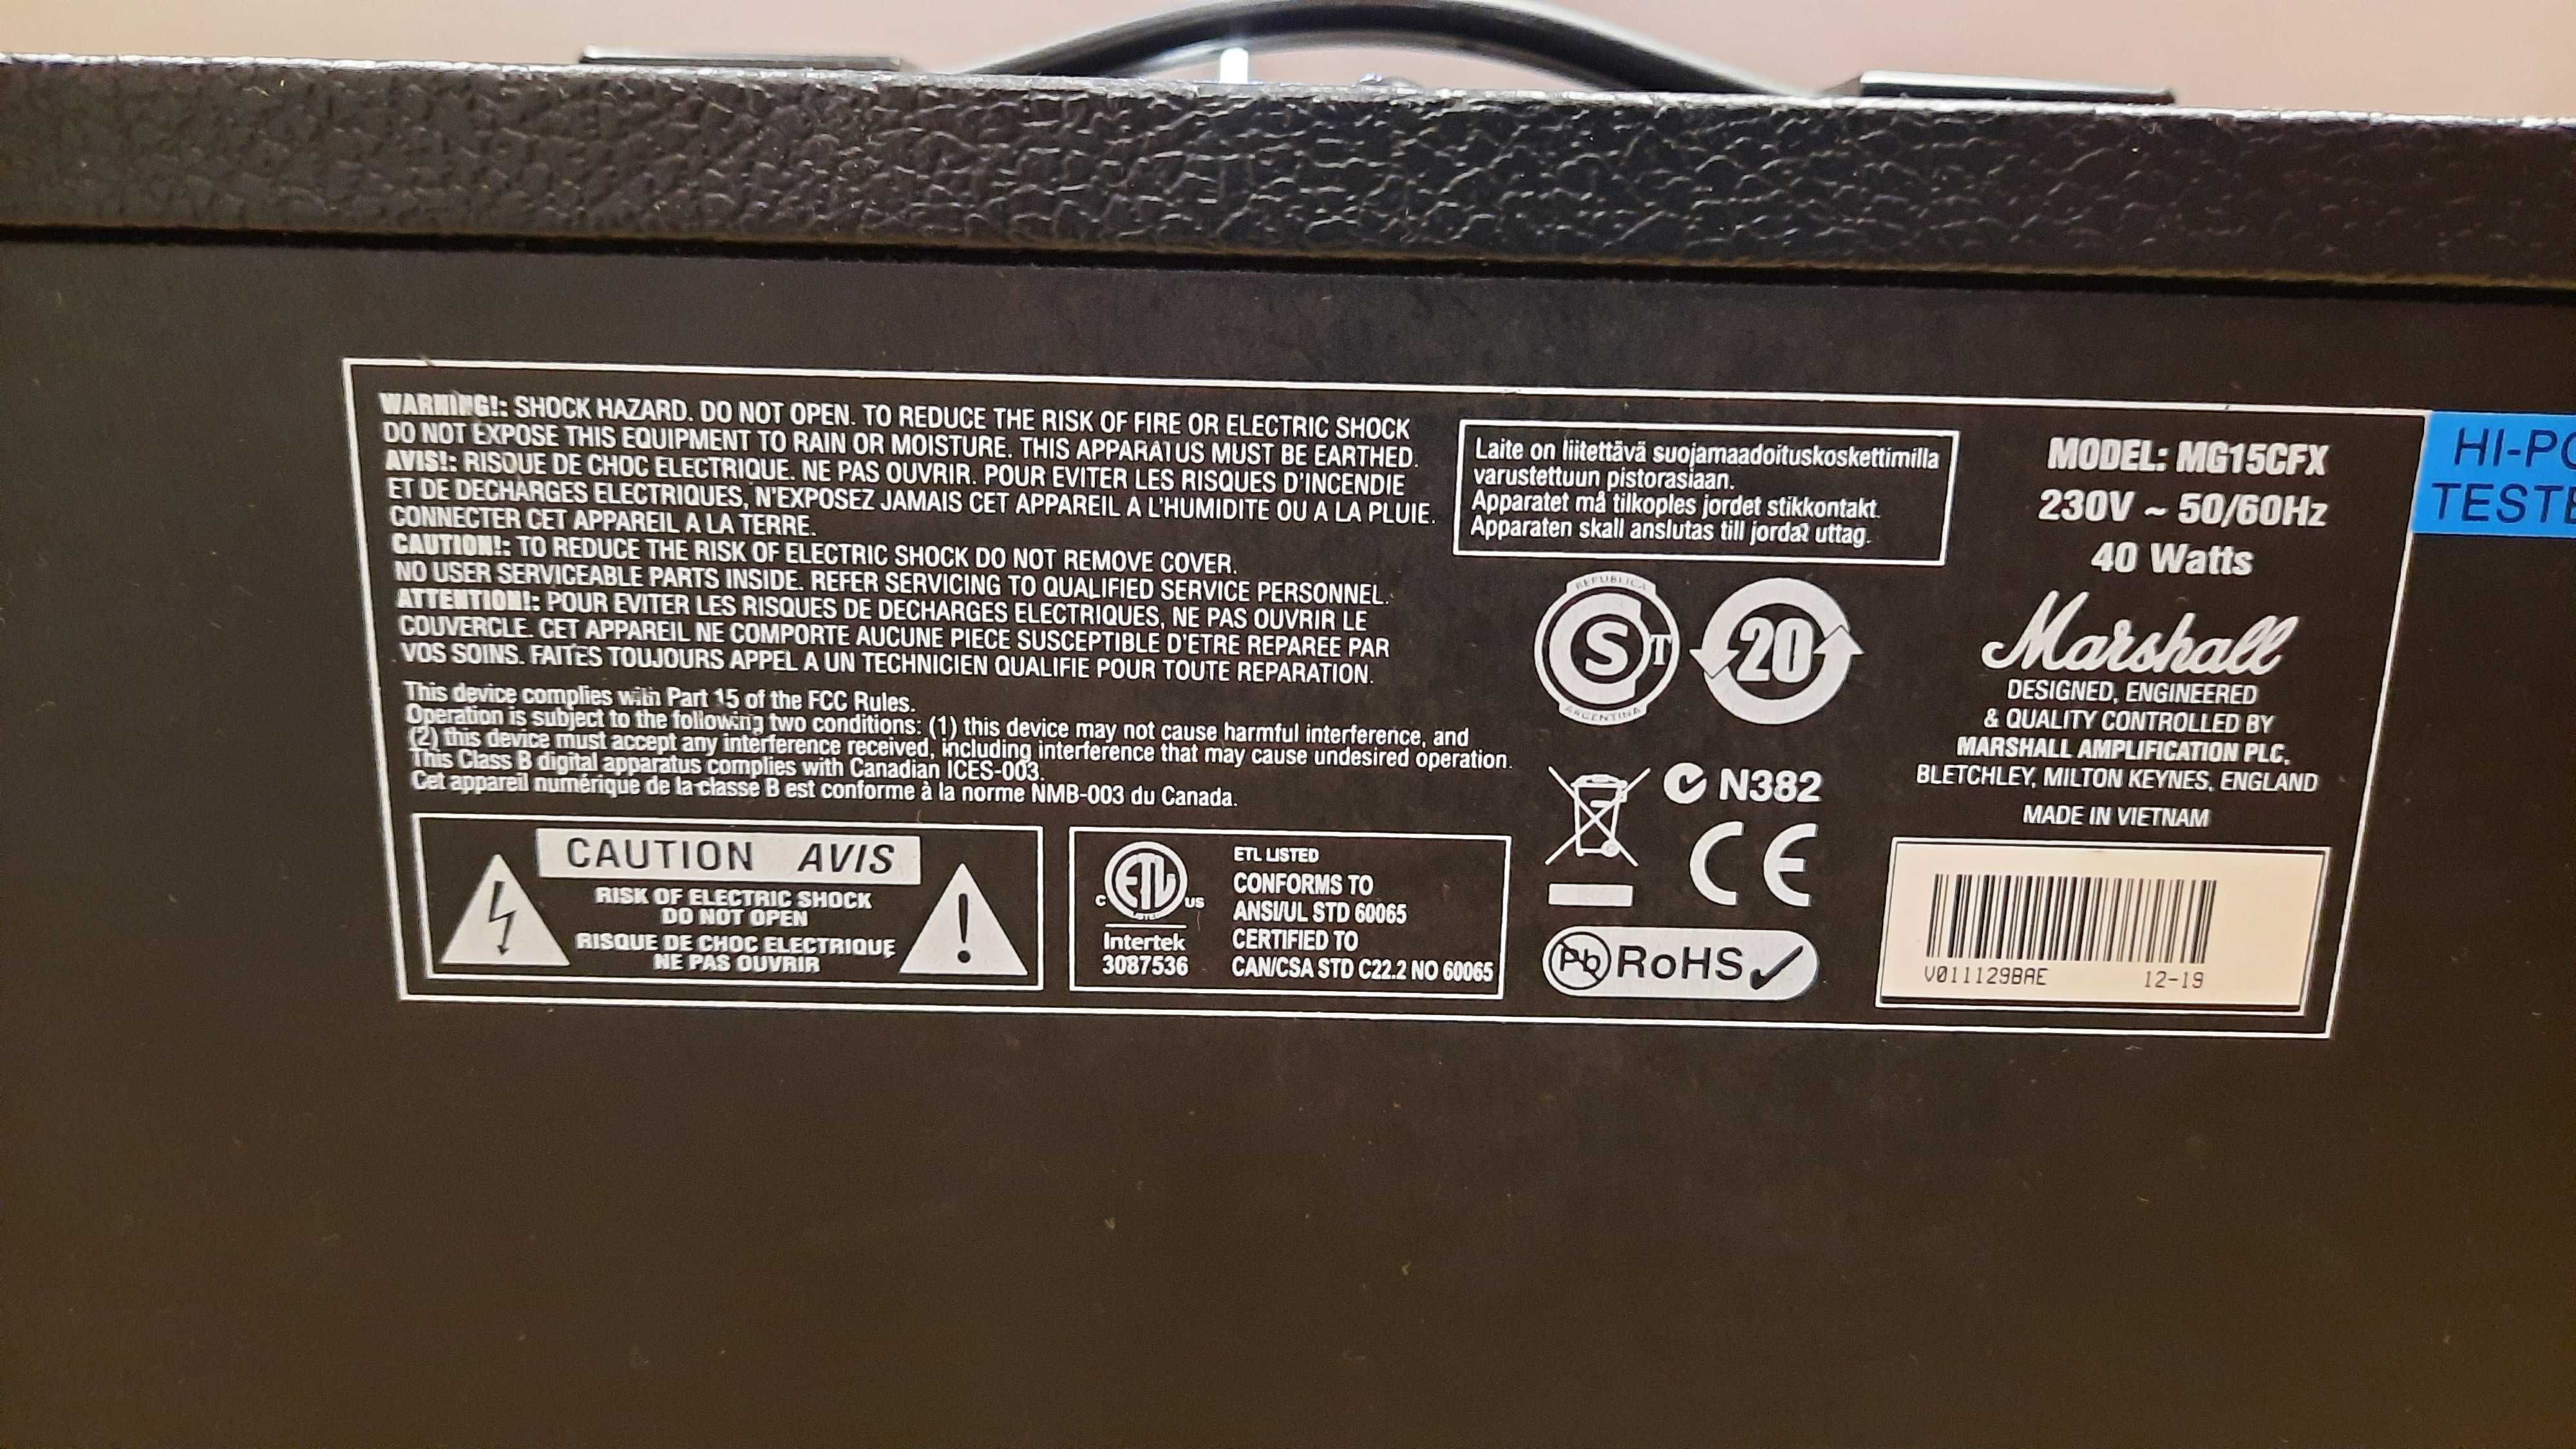 WARNING!: SHOCK HAZARD. DO NOT OPEN. TO REDUCE THE RISK OF FIRE OR ELECTRIC SHOCK
DO NOT EXPOSE THIS EQUIPMENT TO RAIN OR MOISTURE. THIS APPARATUS MUST BE EARTHED.
AVIS!: RISQUE DE CHOC ELECTRIQUE. NE PAS OUVRIR. POUR EVITER LES RISQUES D'INCENDIE
ET DE DECHARGES ELECTRIQUES, N'EXPOSEZ JAMAIS CET APPAREIL A L'HUMIDITE OU A LA PLUIE.
CONNECTER CET APPAREIL A LA TERRE.
CAUTION!: TO REDUCE THE RISK OF ELECTRIC SHOCK DO NOT REMOVE COVER.
NO USER SERVICEABLE PARTS INSIDE. REFER SERVICING TO QUALIFIED SERVICE PERSONNEL.
ATTENTION!: POUR EVITER LES RISQUES DE DECHARGES ELECTRIQUES, NE PAS OUVRIR LE
COUVERCLE. CET APPAREIL NE COMPORTE AUCUNE PIECE SUSCEPTIBLE D'ETRE REPAREE PAR
VOS SOINS. FAITES TOUJOURS APPEL A UN TECHNICIEN QUALIFIE POUR TOUTE REPARATION.
This device complies with Part 15 of the FCC Rules.
Operation is subject to the following two conditions: (1) this device may not cause harmful interference, and
(2) this device must accept any interference received, including interference that may cause undesired operation.
This Class B digital apparatus complies with Canadian ICES-003.
Cet appareil numérique de la classe B est conforme à la norme NMB-003 du Canada.
CAUTION AVIS
RISK OF ELECTRIC SHOCK
DO NOT OPEN
RISQUE DE CHOC ELECTRIQUE
NE PAS OUVRIR
C ETL US
LISTED
Intertek
3087536
ETL LISTED
CONFORMS TO
ANSI/UL STD 60065
CERTIFIED TO
CAN/CSA STD C22.2 NO 60065
Laite on liitettävä suojamaadoituskoskettimilla
varustettuun pistorasiaan.
Apparatet må tilkoples jordet stikkontakt.
Apparaten skall anslutas till jordat uttag.
REPUBLICA
S T
ARGENTINA
20
N382
CE
Pb RoHS
MODEL: MG15CFX
230V ~ 50/60Hz
40 Watts
Marshall
DESIGNED, ENGINEERED
& QUALITY CONTROLLED BY
MARSHALL AMPLIFICATION PLC.
BLETCHLEY, MILTON KEYNES, ENGLAND
MADE IN VIETNAM
V011129BAE 12-19
HI-PO
TESTE